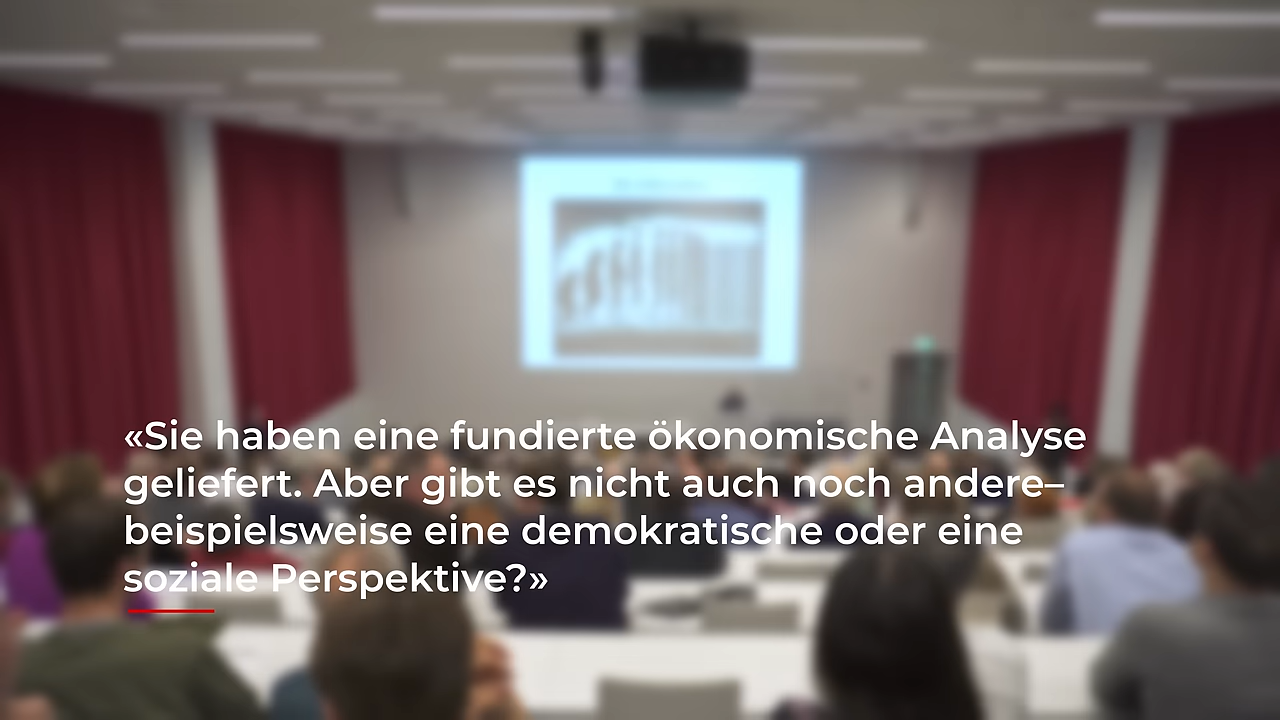 «Sie haben eine fundierte ökonomische Analyse
geliefert. Aber gibt es nicht auch noch andere–
beispielsweise eine demokratische oder eine
soziale Perspektive?»